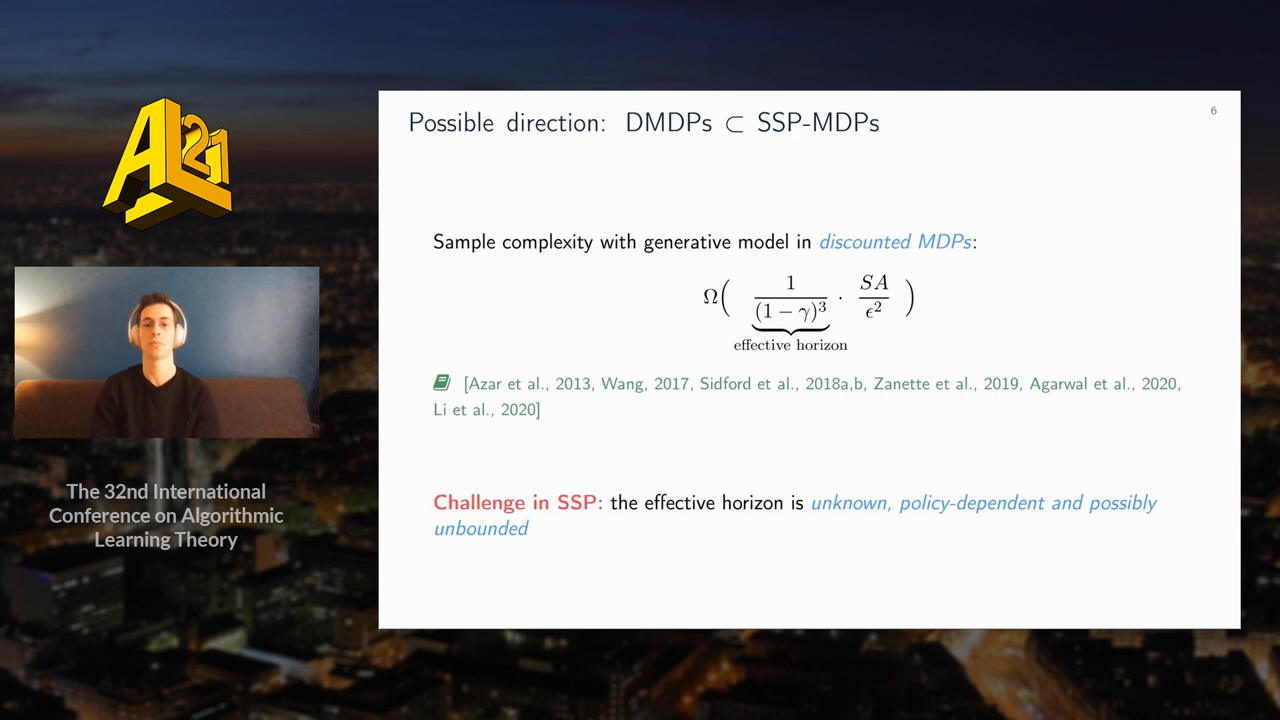 AL
21
The 32nd International
Conference on Algorithmic
Learning Theory
6
Possible direction: DMDPs ⊂ SSP-MDPs
Sample complexity with generative model in discounted MDPs:
Ω( 1/(1 − γ)³ · SA/ϵ² )
effective horizon
[Azar et al., 2013, Wang, 2017, Sidford et al., 2018a,b, Zanette et al., 2019, Agarwal et al., 2020,
Li et al., 2020]
Challenge in SSP: the effective horizon is unknown, policy-dependent and possibly
unbounded